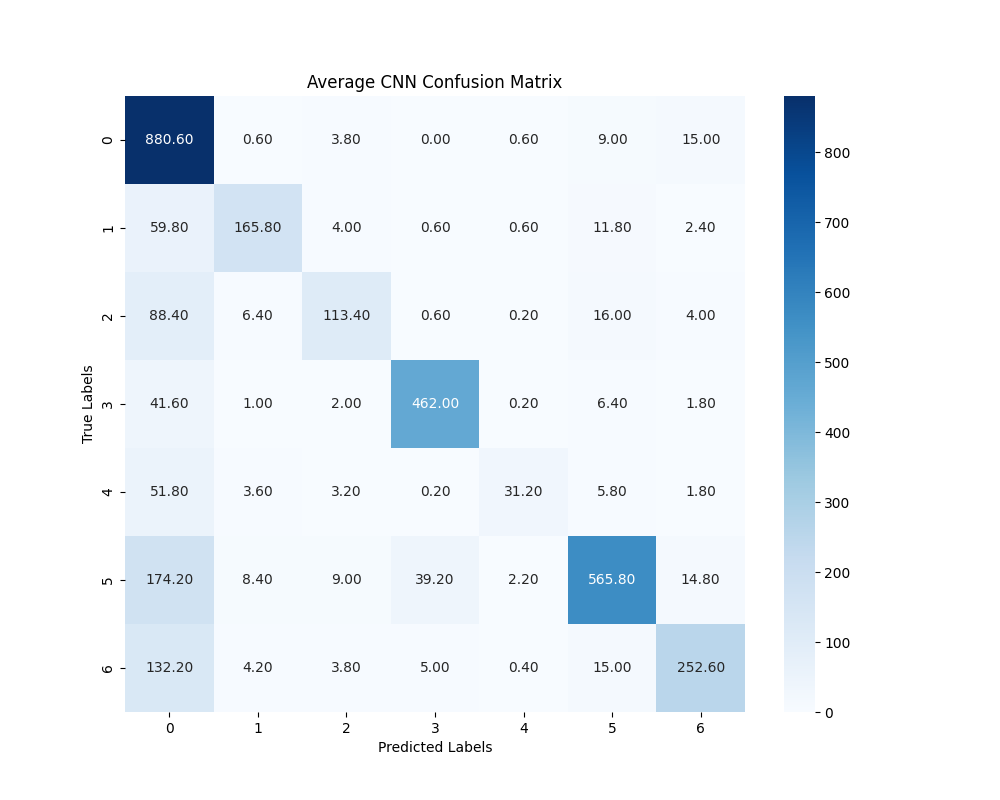 Average CNN Confusion Matrix
0 880.60 0.60 3.80 0.00 0.60 9.00 15.00
1 59.80 165.80 4.00 0.60 0.60 11.80 2.40
2 88.40 6.40 113.40 0.60 0.20 16.00 4.00
3 41.60 1.00 2.00 462.00 0.20 6.40 1.80
4 51.80 3.60 3.20 0.20 31.20 5.80 1.80
5 174.20 8.40 9.00 39.20 2.20 565.80 14.80
6 132.20 4.20 3.80 5.00 0.40 15.00 252.60
0 1 2 3 4 5 6
Predicted Labels
True Labels
800
700
600
500
400
300
200
100
0